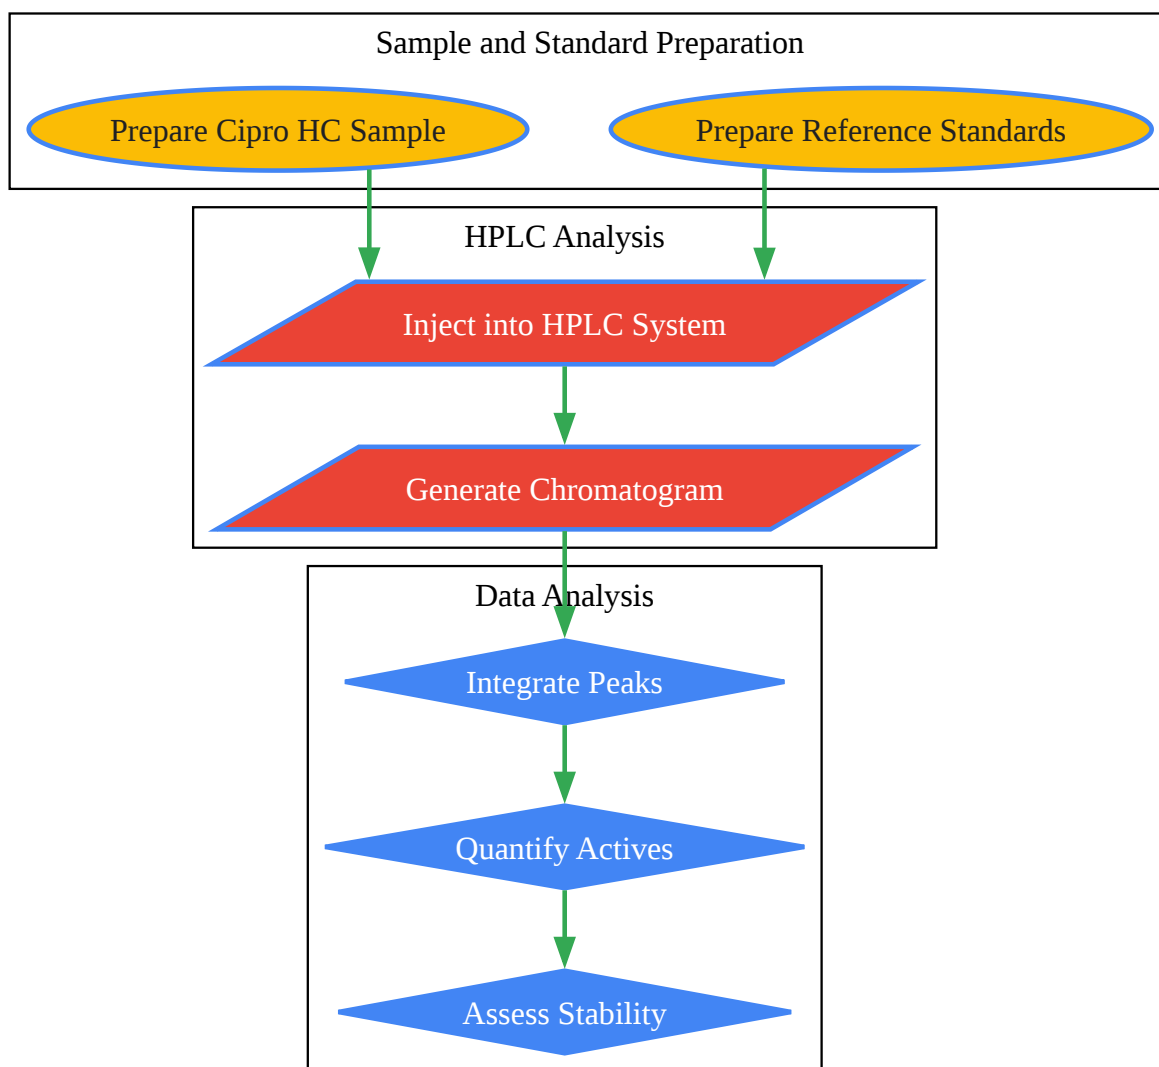 Sample and Standard Preparation
Prepare Cipro HC Sample
Prepare Reference Standards
HPLC Analysis
Inject into HPLC System
Generate Chromatogram
Data Analysis
Integrate Peaks
Quantify Actives
Assess Stability